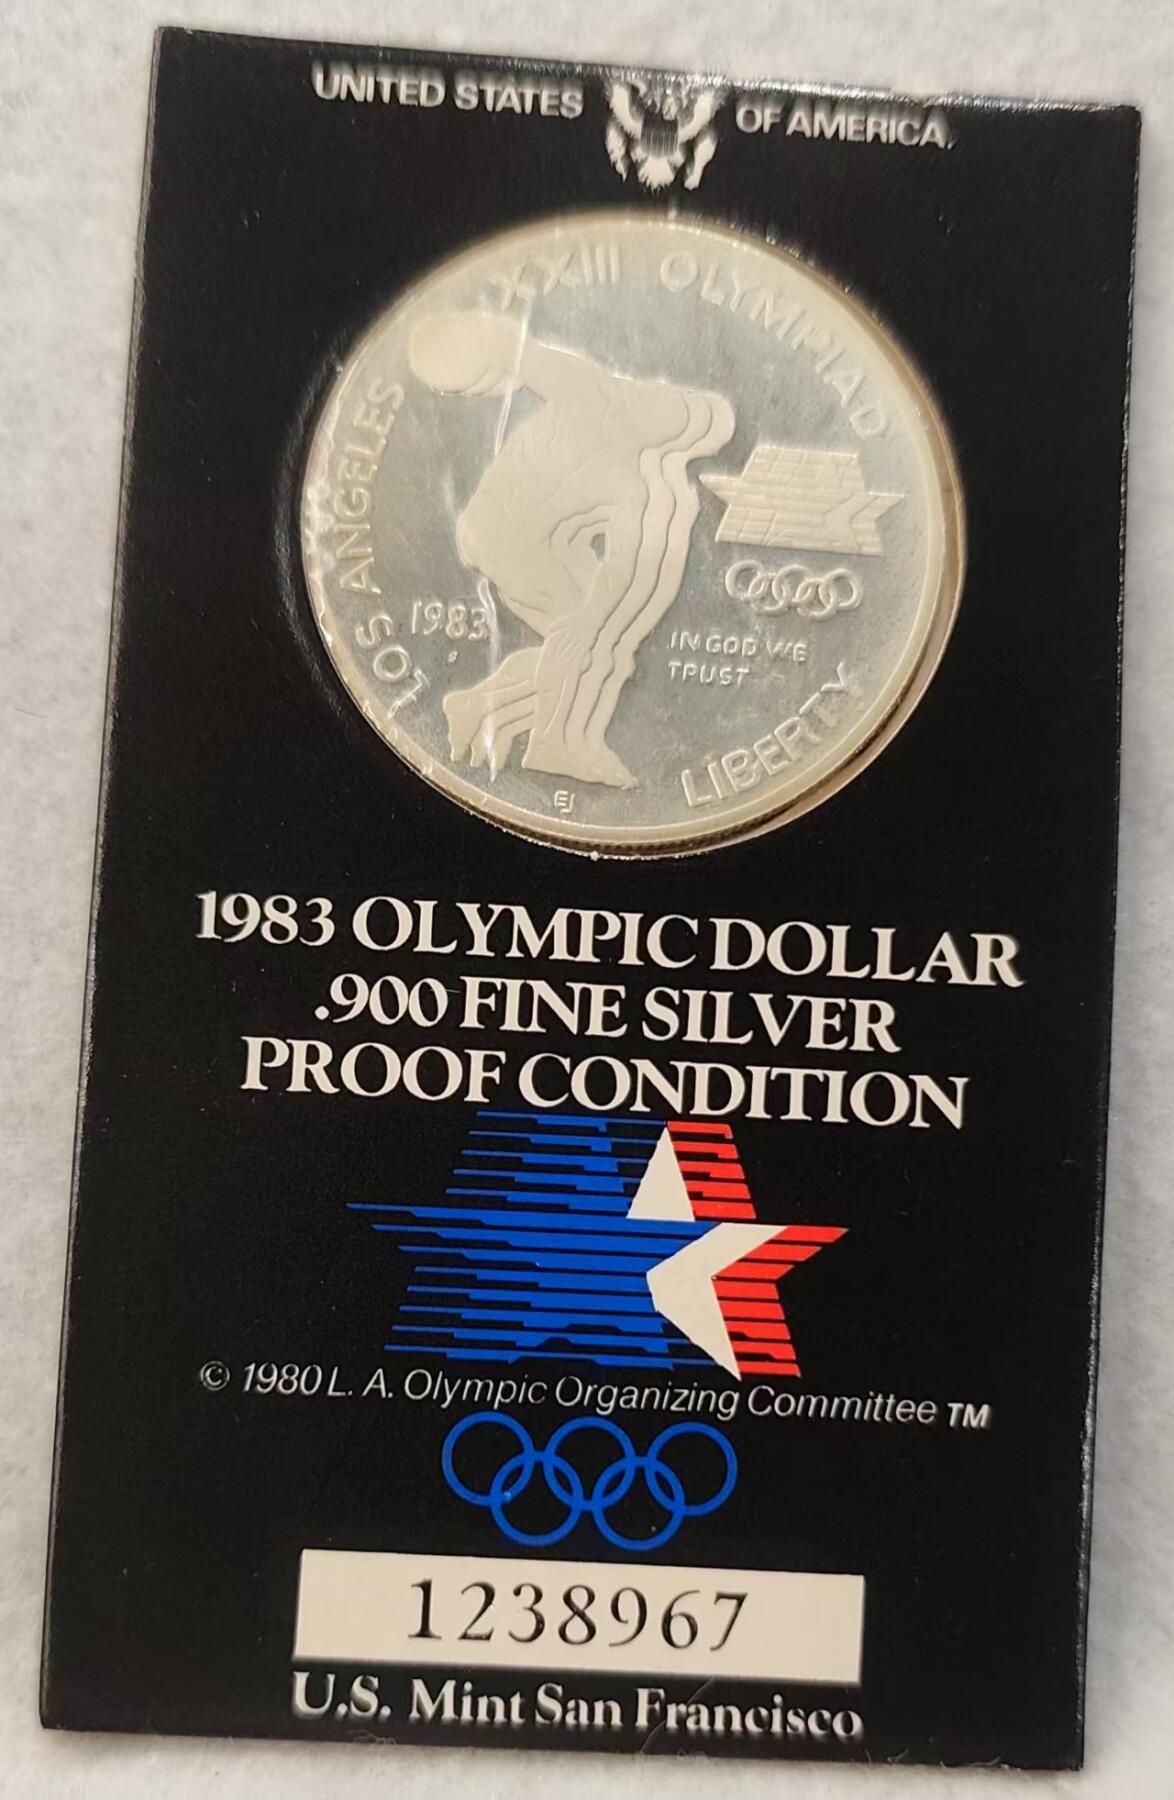 UNITED STATES OF AMERICA
LOS ANGELES XXIII OLYMPIAD
1983
S
IN GOD WE
TRUST
LIBERTY
EJ
1983 OLYMPIC DOLLAR
.900 FINE SILVER
PROOF CONDITION
© 1980 L. A. Olympic Organizing Committee TM
1238967
U.S. Mint San Francisco